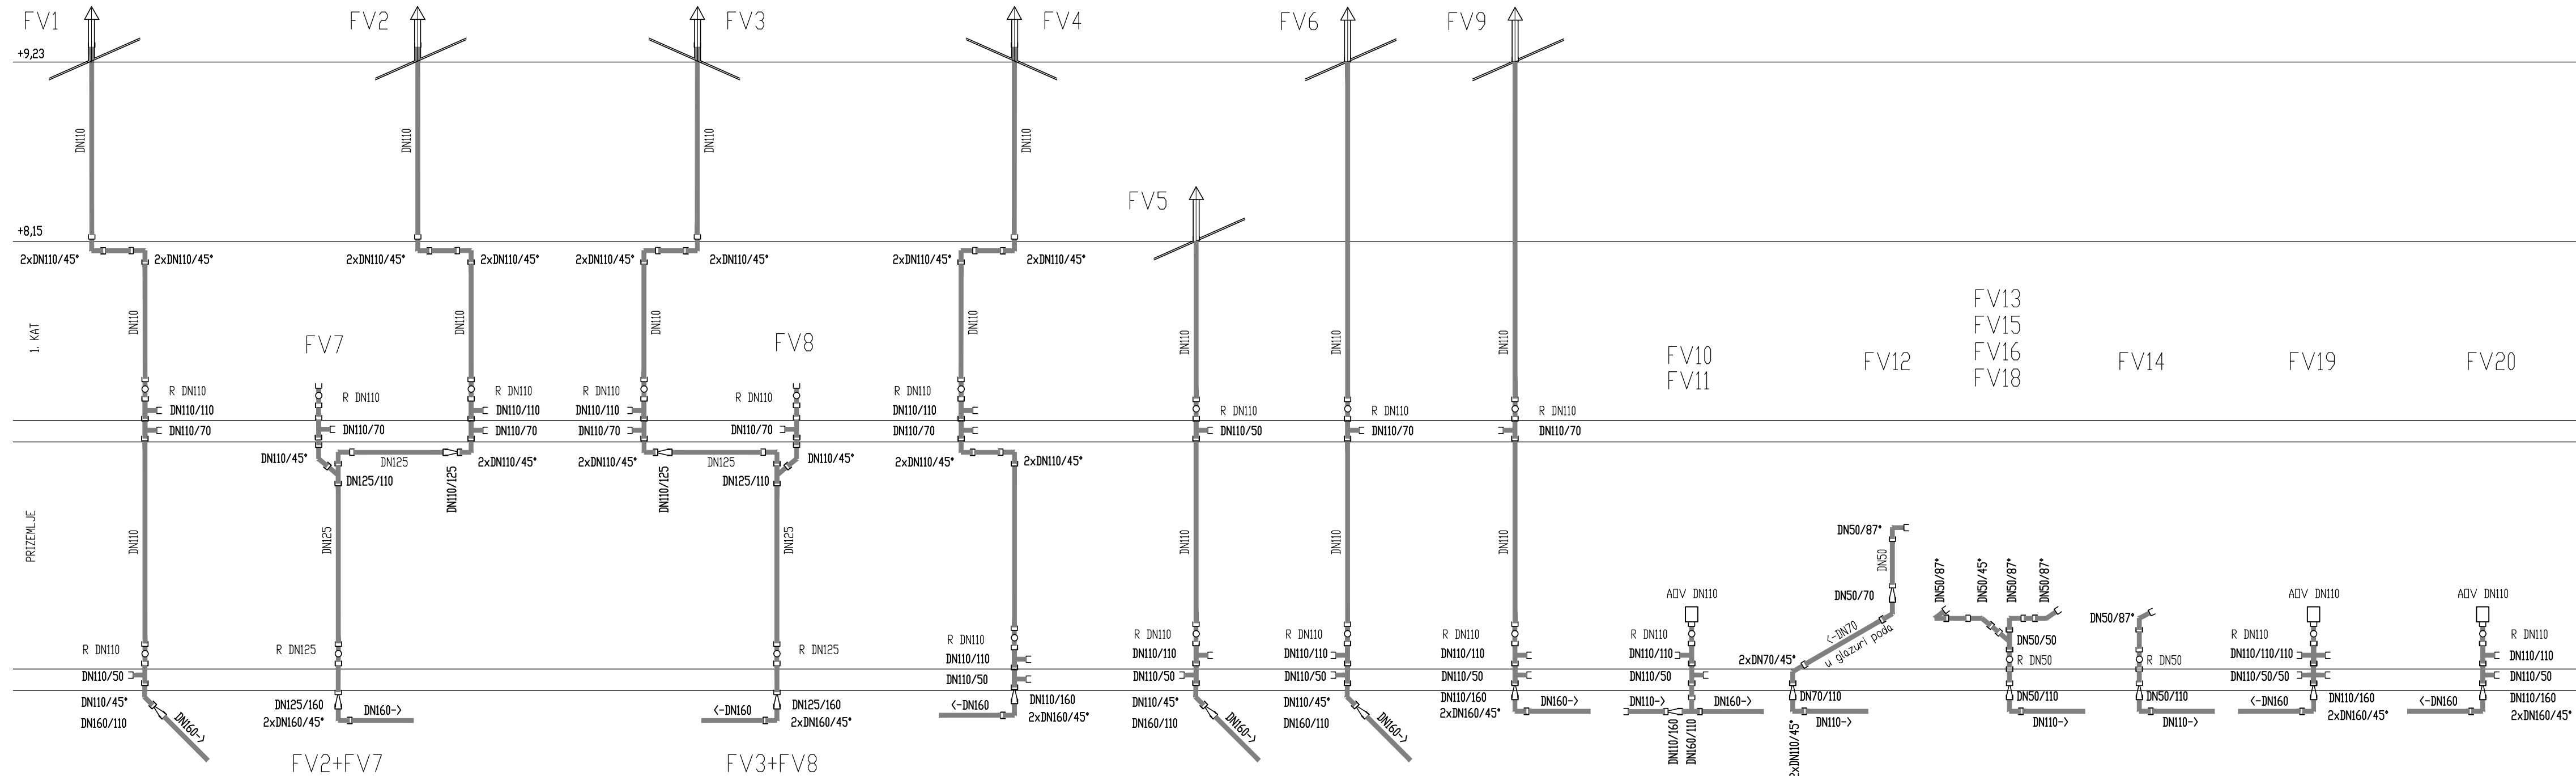 FV1
FV2
FV3
FV4
FV6
FV9
+9,23
DN110
DN110
DN110
DN110
FV5
+8,15
2xDN110/45°
2xDN110/45°
2xDN110/45°
2xDN110/45°
2xDN110/45°
2xDN110/45°
2xDN110/45°
2xDN110/45°
1. KAT
DN110
DN110
DN110
DN110
DN110
DN110
DN110
FV7
FV8
FV10
FV11
FV12
FV13
FV15
FV16
FV18
FV14
FV19
FV20
R DN110
R DN110
R DN110
R DN110
R DN110
R DN110
DN110/110
DN110/110
DN110/110
DN110/110
R DN110
R DN110
R DN110
DN110/70
DN110/70
DN110/70
DN110/70
DN110/70
DN110/70
DN110/50
DN110/70
DN110/70
DN110/45°
DN125
2xDN110/45°
2xDN110/45°
DN125
DN110/45°
2xDN110/45°
2xDN110/45°
DN125/110
DN110/125
DN110/125
DN125/110
PRIZEMLJE
DN110
DN125
DN125
DN110
DN110
DN110
DN50/87°
DN50
DN50/70
<-DN70
u glazuri poda
2xDN70/45°
DN50/87°
DN50/45°
DN50/87°
DN50/87°
DN50/50
R DN50
DN50/87°
R DN50
AOV DN110
AOV DN110
AOV DN110
R DN110
R DN125
R DN125
R DN110
R DN110
R DN110
R DN110
R DN110
R DN110
R DN110
DN110/110
DN110/110
DN110/110
DN110/110
DN110/110
DN110/110/110
DN110/110
DN110/50
DN110/50
DN110/50
DN110/50
DN110/50
DN110/50
DN110/50/50
DN110/50
DN110/45°
DN160/110
DN160->
DN125/160
2xDN160/45°
DN160->
<-DN160
DN125/160
2xDN160/45°
<-DN160
DN110/160
2xDN160/45°
DN110/45°
DN160/110
DN160->
DN110/45°
DN160/110
DN160->
DN110/160
2xDN160/45°
DN160->
DN110->
DN160->
DN110/160
DN160/110
DN70/110
DN110->
2xDN110/45°
DN50/110
DN110->
DN50/110
DN110->
<-DN160
DN110/160
2xDN160/45°
<-DN160
DN110/160
2xDN160/45°
FV2+FV7
FV3+FV8